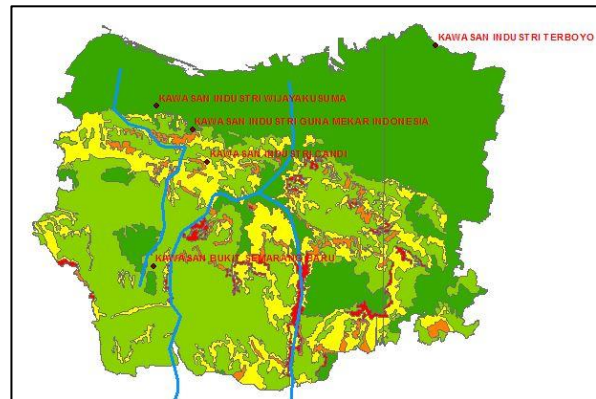 KAWASAN INDUSTRI TERBOYO
KAWASAN INDUSTRI WIJAYAKUSUMA
KAWASAN INDUSTRI GUNA MEKAR INDONESIA
KAWASAN INDUSTRI CANDI
KAWASAN BUKIT SEMARANG BARU